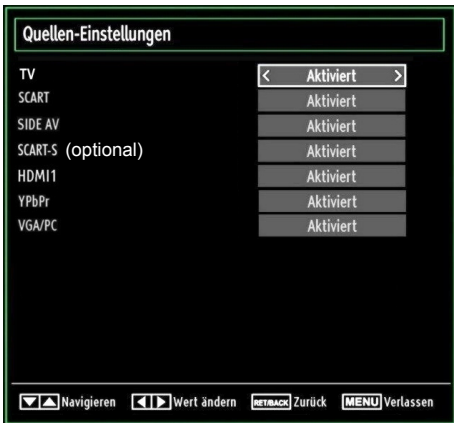 Quellen-Einstellungen
TV < Aktiviert >
SCART Aktiviert
SIDE AV Aktiviert
SCART-S (optional) Aktiviert
HDMI1 Aktiviert
YPbPr Aktiviert
VGA/PC Aktiviert
Navigieren Wert ändern RET/BACK Zurück MENU Verlassen